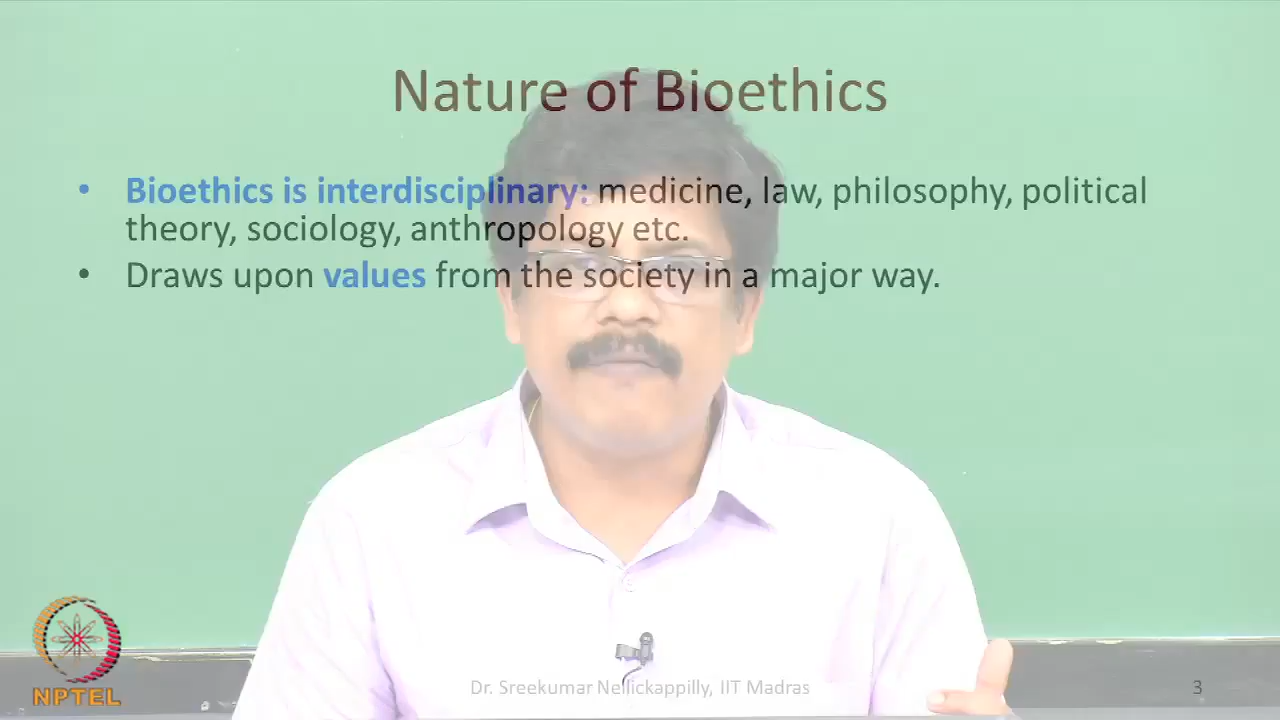 Nature of Bioethics
• Bioethics is interdisciplinary: medicine, law, philosophy, political
theory, sociology, anthropology etc.
• Draws upon values from the society in a major way.
Dr. Sreekumar Nellickappilly, IIT Madras
3
NPTEL